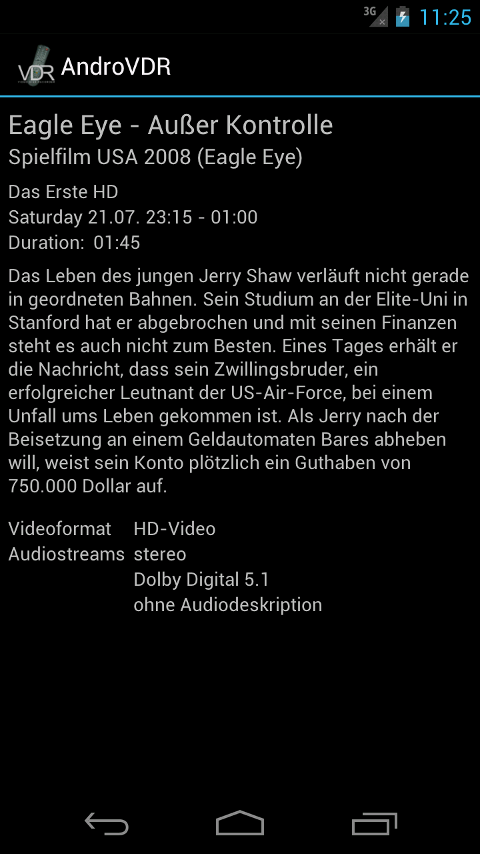 3G
11:25
VDR AndroVDR
Eagle Eye - Außer Kontrolle
Spielfilm USA 2008 (Eagle Eye)
Das Erste HD
Saturday 21.07. 23:15 - 01:00
Duration: 01:45
Das Leben des jungen Jerry Shaw verläuft nicht gerade
in geordneten Bahnen. Sein Studium an der Elite-Uni in
Stanford hat er abgebrochen und mit seinen Finanzen
steht es auch nicht zum Besten. Eines Tages erhält er
die Nachricht, dass sein Zwillingsbruder, ein
erfolgreicher Leutnant der US-Air-Force, bei einem
Unfall ums Leben gekommen ist. Als Jerry nach der
Beisetzung an einem Geldautomaten Bares abheben
will, weist sein Konto plötzlich ein Guthaben von
750.000 Dollar auf.
Videoformat HD-Video
Audiostreams stereo
Dolby Digital 5.1
ohne Audiodeskription